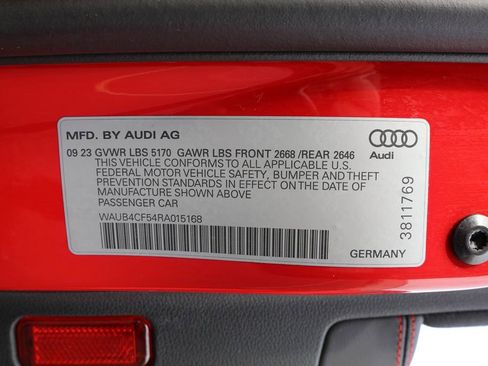 MFD. BY AUDI AG
09 23 GVWR LBS 5170 GAWR LBS FRONT 2668 /REAR 2646
THIS VEHICLE CONFORMS TO ALL APPLICABLE U.S.
FEDERAL MOTOR VEHICLE SAFETY, BUMPER AND THEFT
PREVENTION STANDARDS IN EFFECT ON THE DATE OF
MANUFACTURE SHOWN ABOVE
PASSENGER CAR
WAUB4CF54RA015168
Audi
3811769
GERMANY